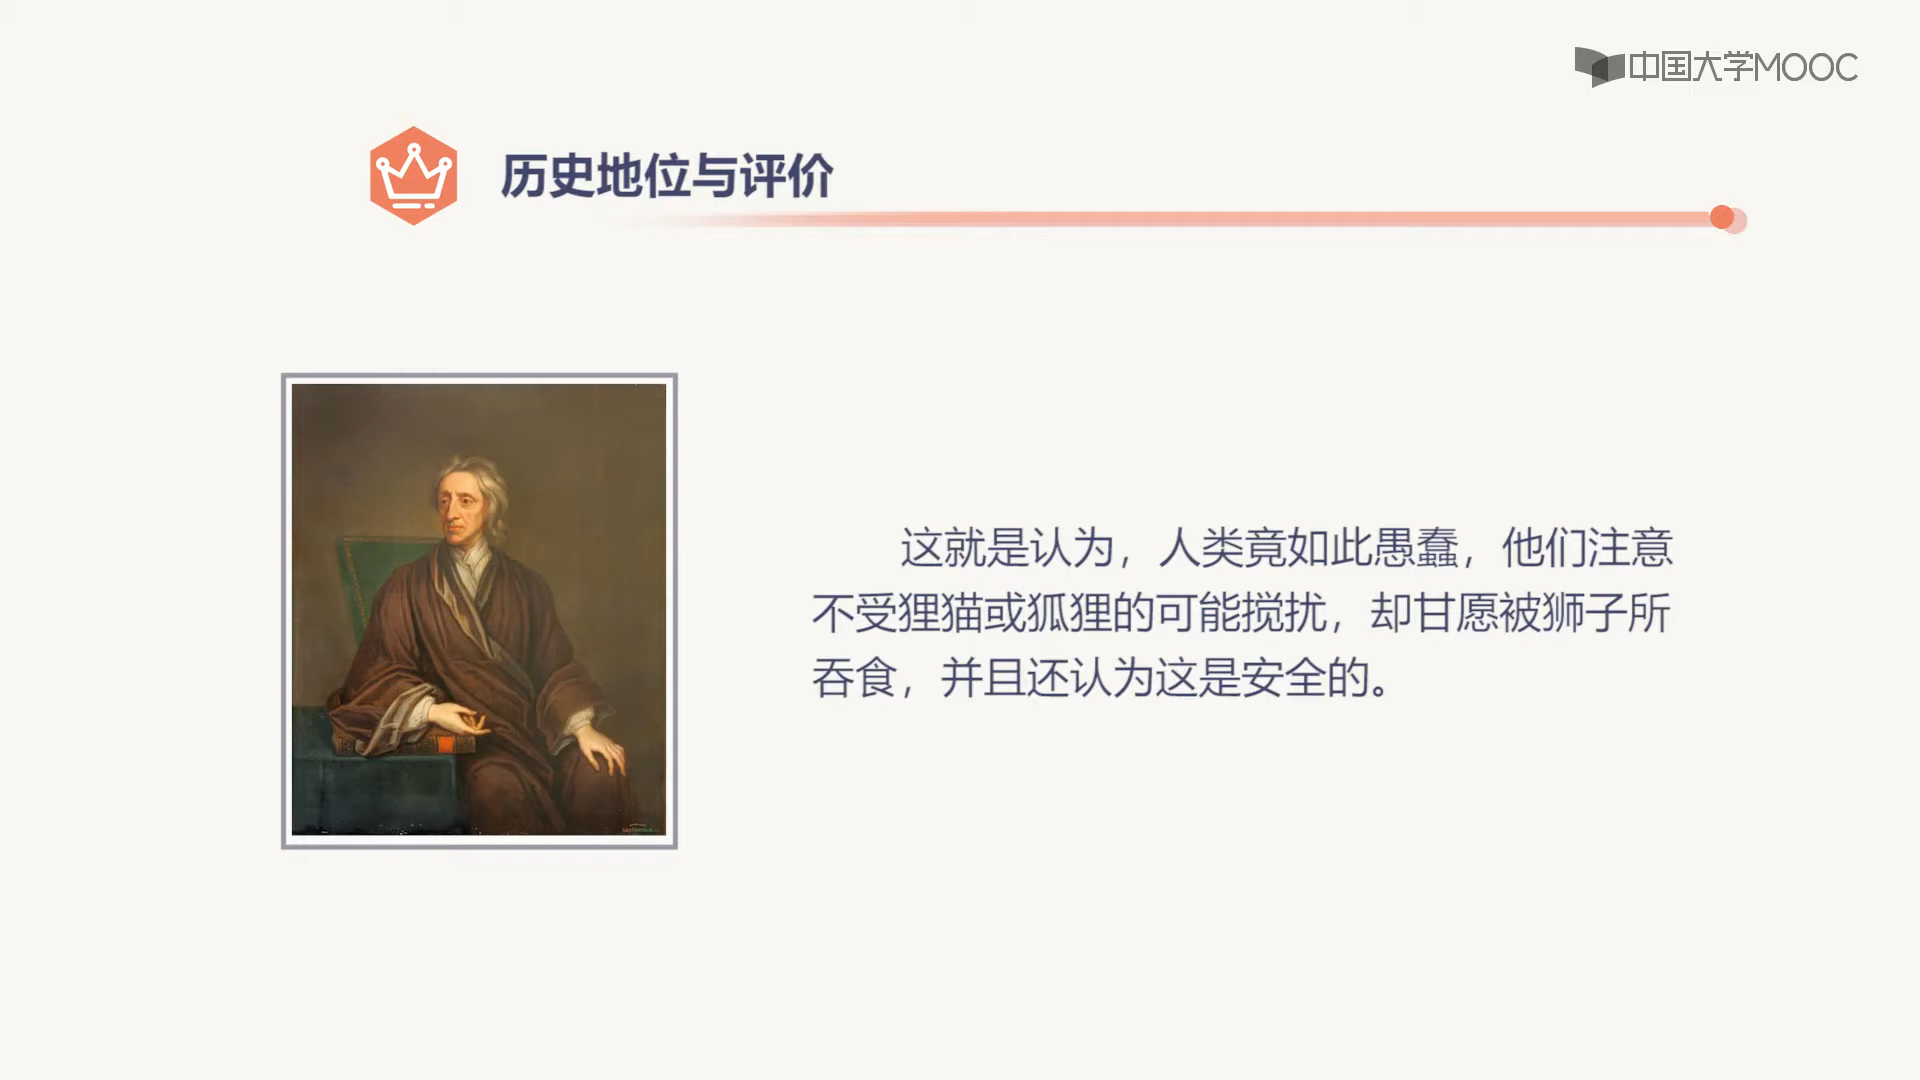 中国大学MOOC
历史地位与评价
这就是认为，人类竟如此愚蠢，他们注意
不受狸猫或狐狸的可能搅扰，却甘愿被狮子所
吞食，并且还认为这是安全的。